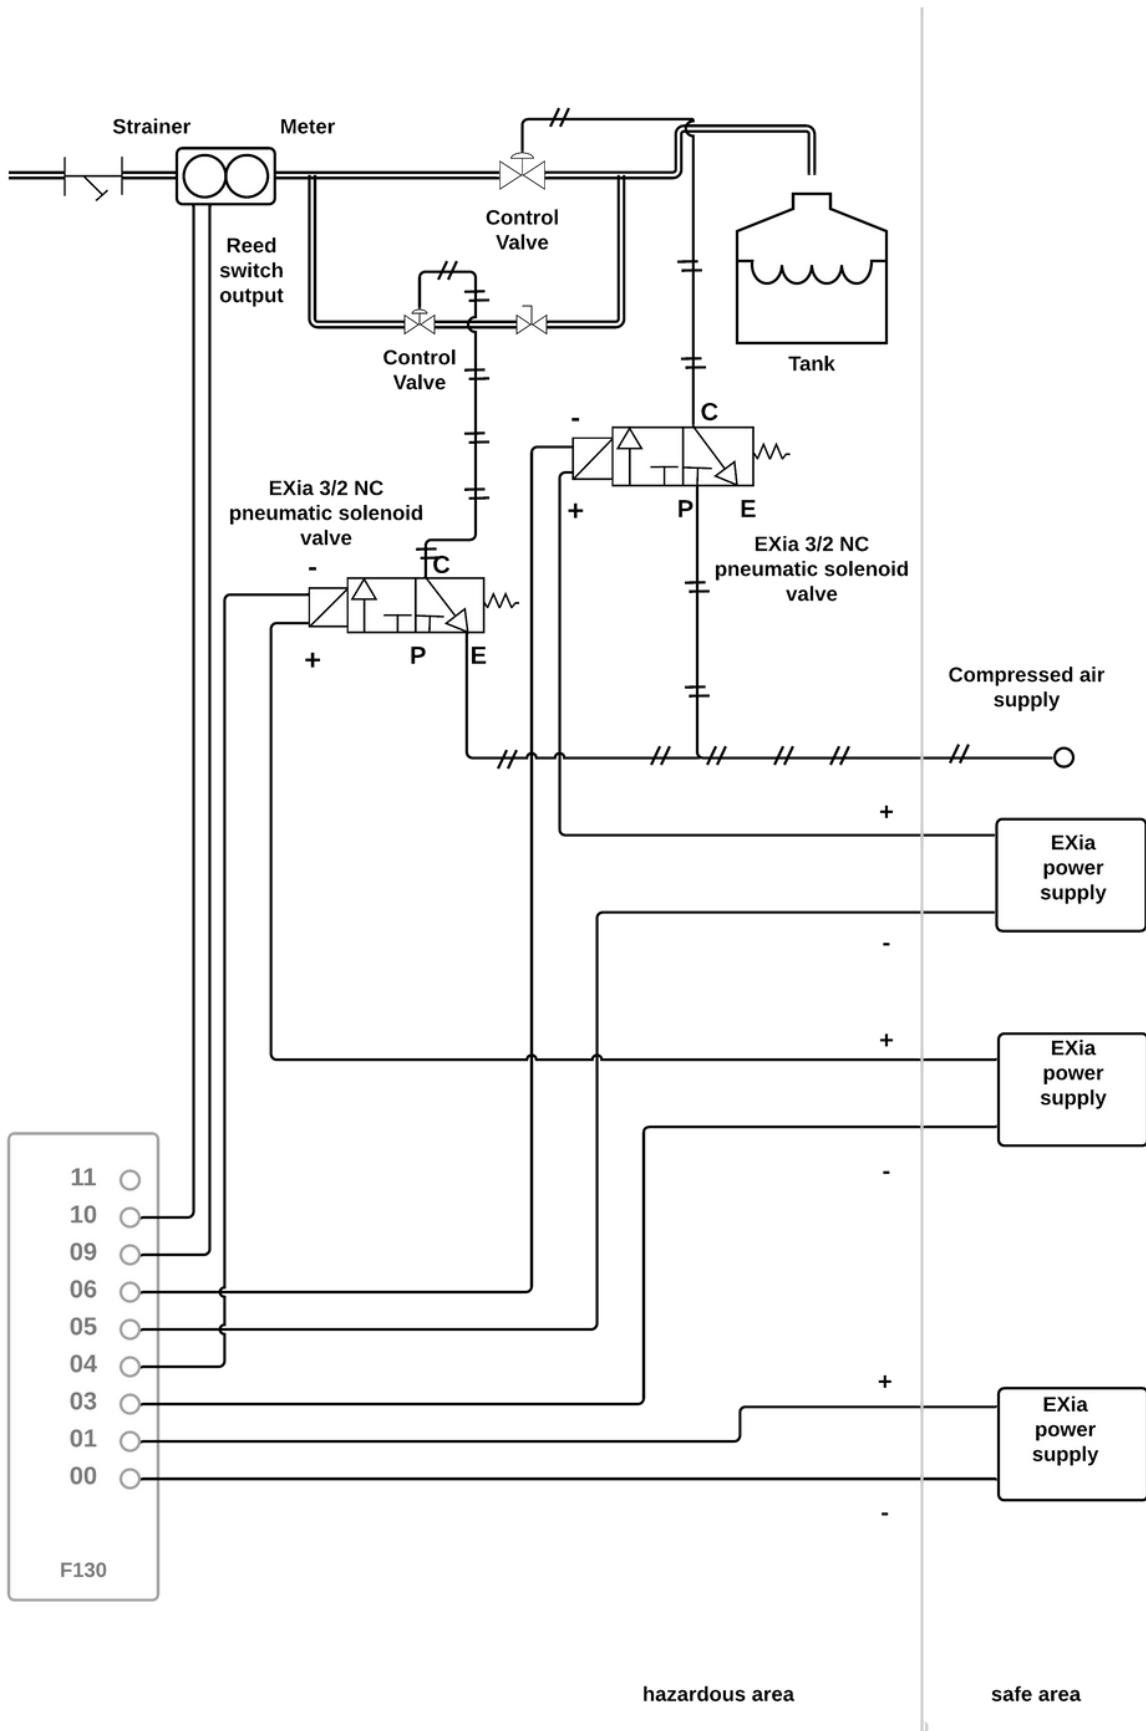 Strainer
Meter
Reed
switch
output
Control
Valve
Control
Valve
Tank
C
-
+
P
E
EXia 3/2 NC
pneumatic solenoid
valve
EXia 3/2 NC
pneumatic solenoid
valve
C
-
+
P
E
Compressed air
supply
+
EXia
power
supply
-
+
EXia
power
supply
-
11
10
09
06
05
04
03
01
00
F130
+
EXia
power
supply
-
hazardous area
safe area